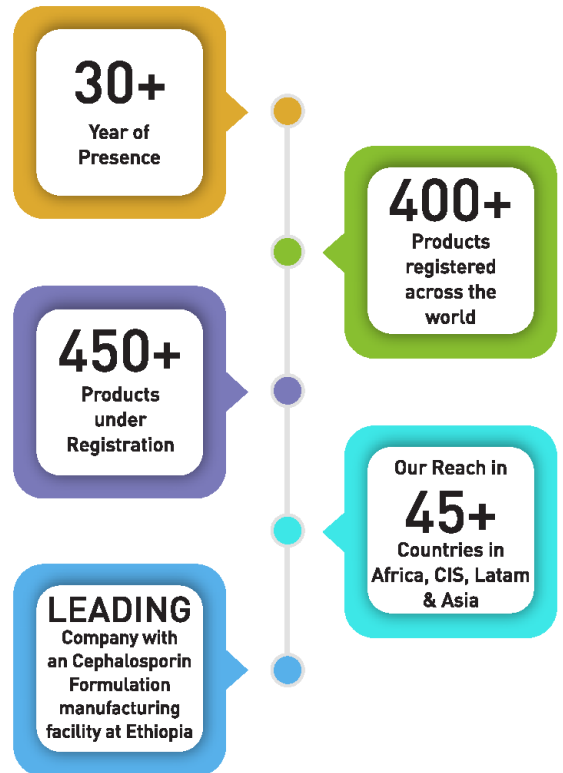 30+
Year of
Presence
400+
Products
registered
across the
world
450+
Products
under
Registration
Our Reach in
45+
Countries in
Africa, CIS, Latam
& Asia
LEADING
Company with
an Cephalosporin
Formulation
manufacturing
facility at Ethiopia